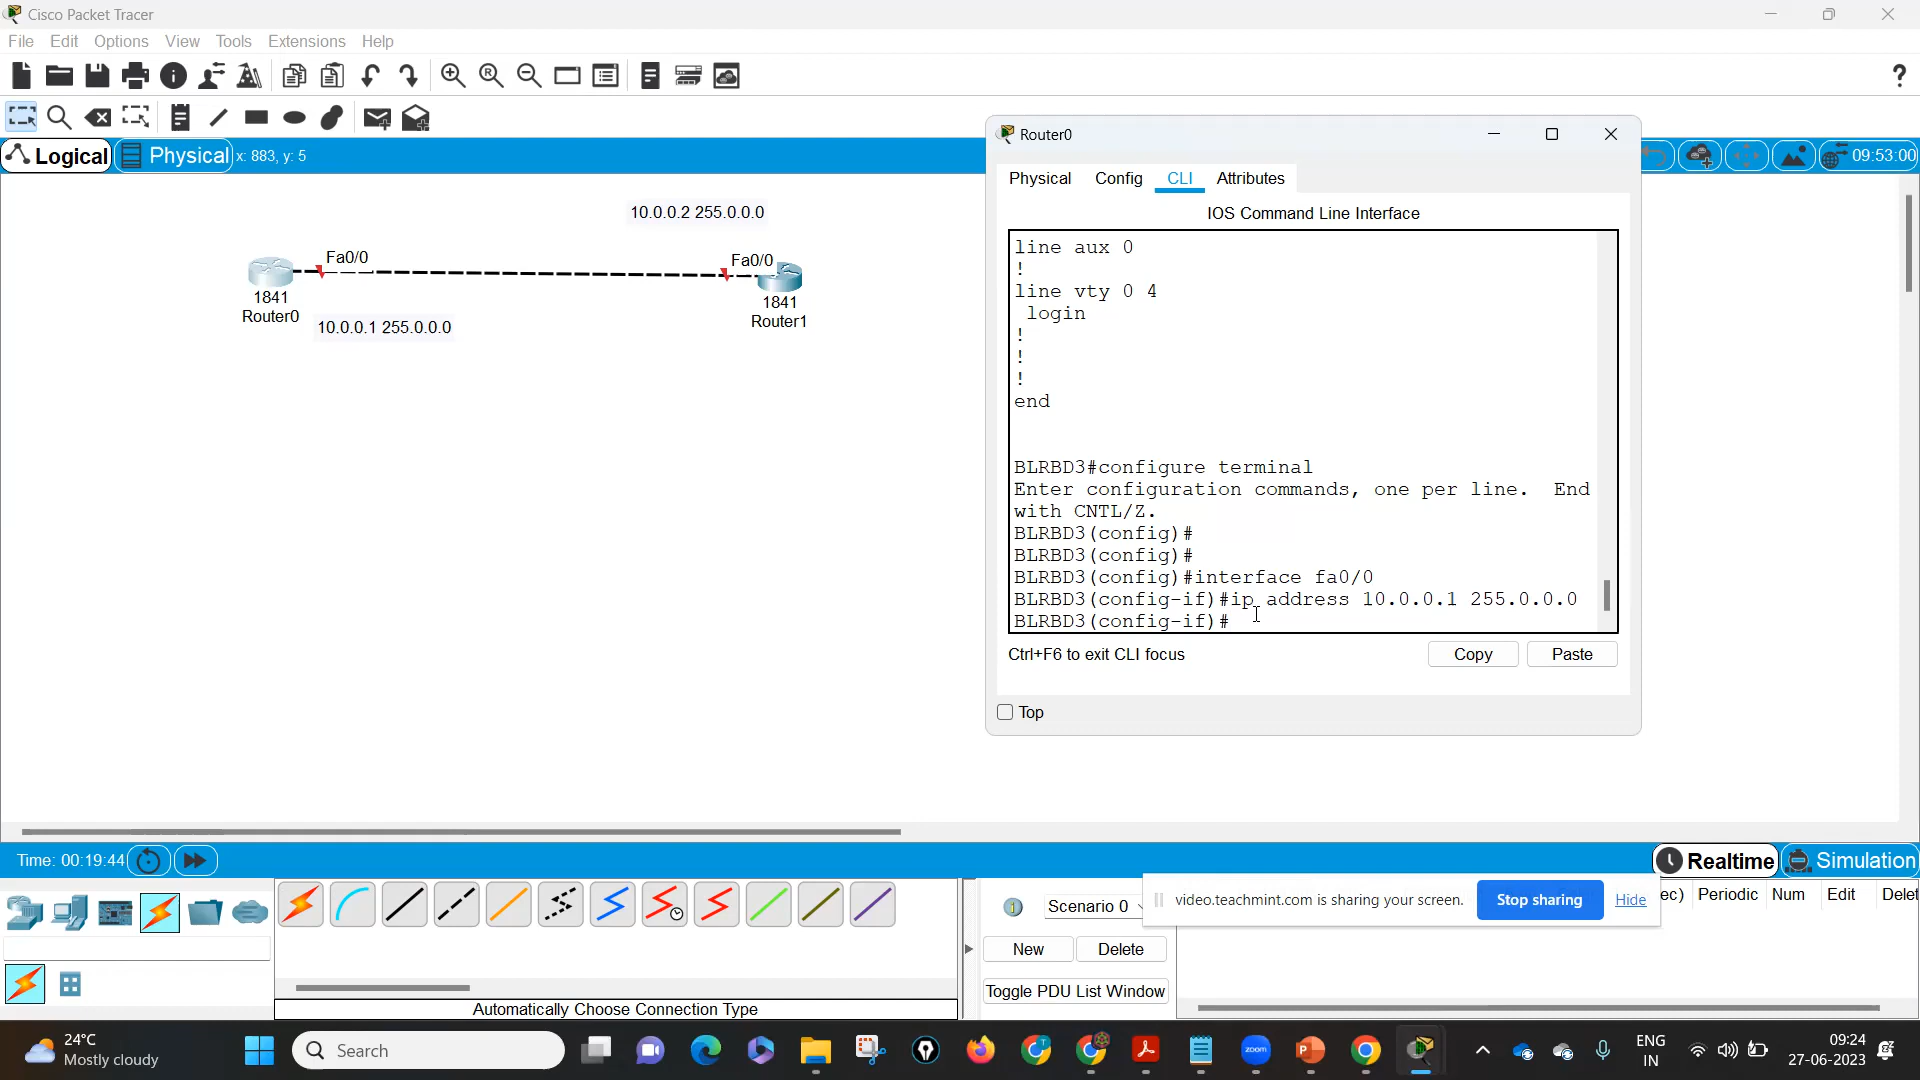 Cisco Packet Tracer
File Edit Options View Tools Extensions Help
?
Logical Physical x: 883, y: 5
09:53:00
10.0.0.2 255.0.0.0
Fa0/0
Fa0/0
1841
Router0
1841
Router1
10.0.0.1 255.0.0.0
Router0
Physical Config CLI Attributes
IOS Command Line Interface
line aux 0
!
line vty 0 4
login
!
!
!
end
BLRBD3#configure terminal
Enter configuration commands, one per line. End
with CNTL/Z.
BLRBD3(config)#
BLRBD3(config)#
BLRBD3(config)#interface fa0/0
BLRBD3(config-if)#ip address 10.0.0.1 255.0.0.0
BLRBD3(config-if)#
Ctrl+F6 to exit CLI focus
Copy Paste
Top
Time: 00:19:44
Realtime Simulation
Scenario 0
video.teachmint.com is sharing your screen. Stop sharing Hide
ec) Periodic Num Edit Delet
New Delete
Toggle PDU List Window
Automatically Choose Connection Type
24°C
Mostly cloudy
Search
zoom
ENG
IN
09:24
27-06-2023